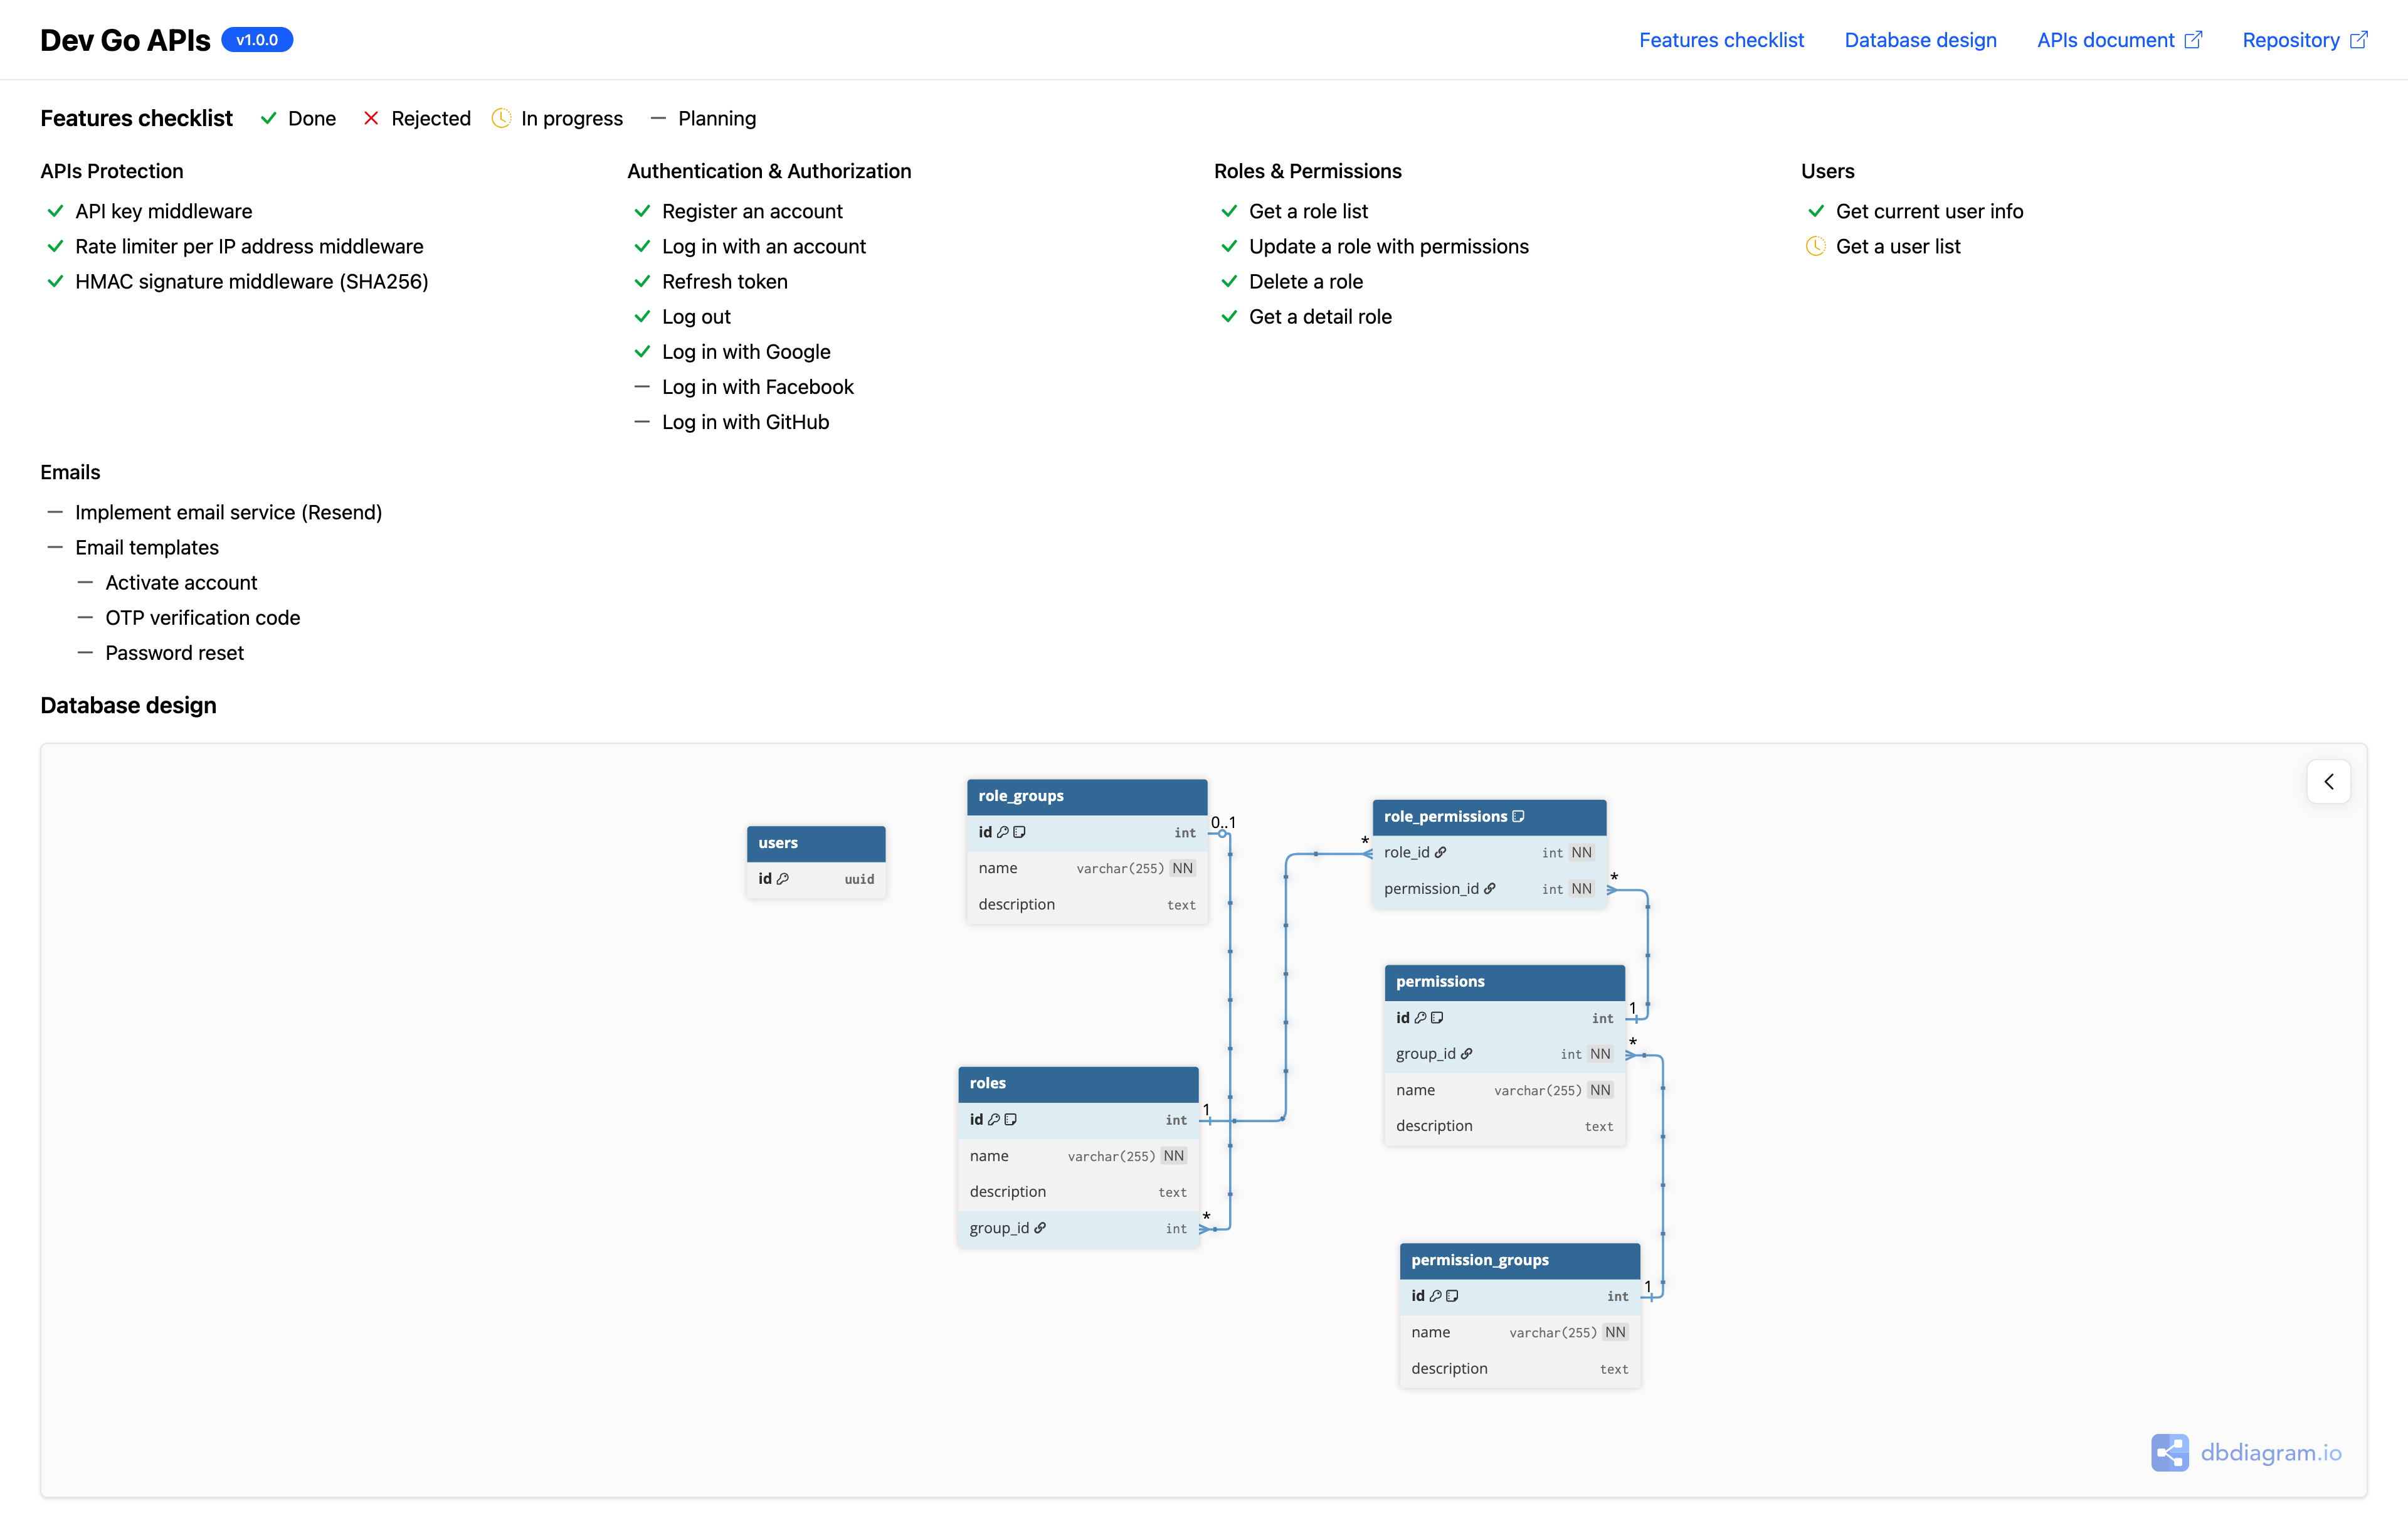 Dev Go APIs v1.0.0
Features checklist Database design APIs document Repository
Features checklist Done Rejected In progress Planning
APIs Protection
API key middleware
Rate limiter per IP address middleware
HMAC signature middleware (SHA256)
Authentication & Authorization
Register an account
Log in with an account
Refresh token
Log out
Log in with Google
Log in with Facebook
Log in with GitHub
Roles & Permissions
Get a role list
Update a role with permissions
Delete a role
Get a detail role
Users
Get current user info
Get a user list
Emails
Implement email service (Resend)
Email templates
Activate account
OTP verification code
Password reset
Database design
users
id uuid
role_groups
id int
name varchar(255) NN
description text
0..1
roles
id int
name varchar(255) NN
description text
group_id int
1
*
role_permissions
role_id int NN
permission_id int NN
*
*
permissions
id int
group_id int NN
name varchar(255) NN
description text
1
*
permission_groups
id int
name varchar(255) NN
description text
1
dbdiagram.io